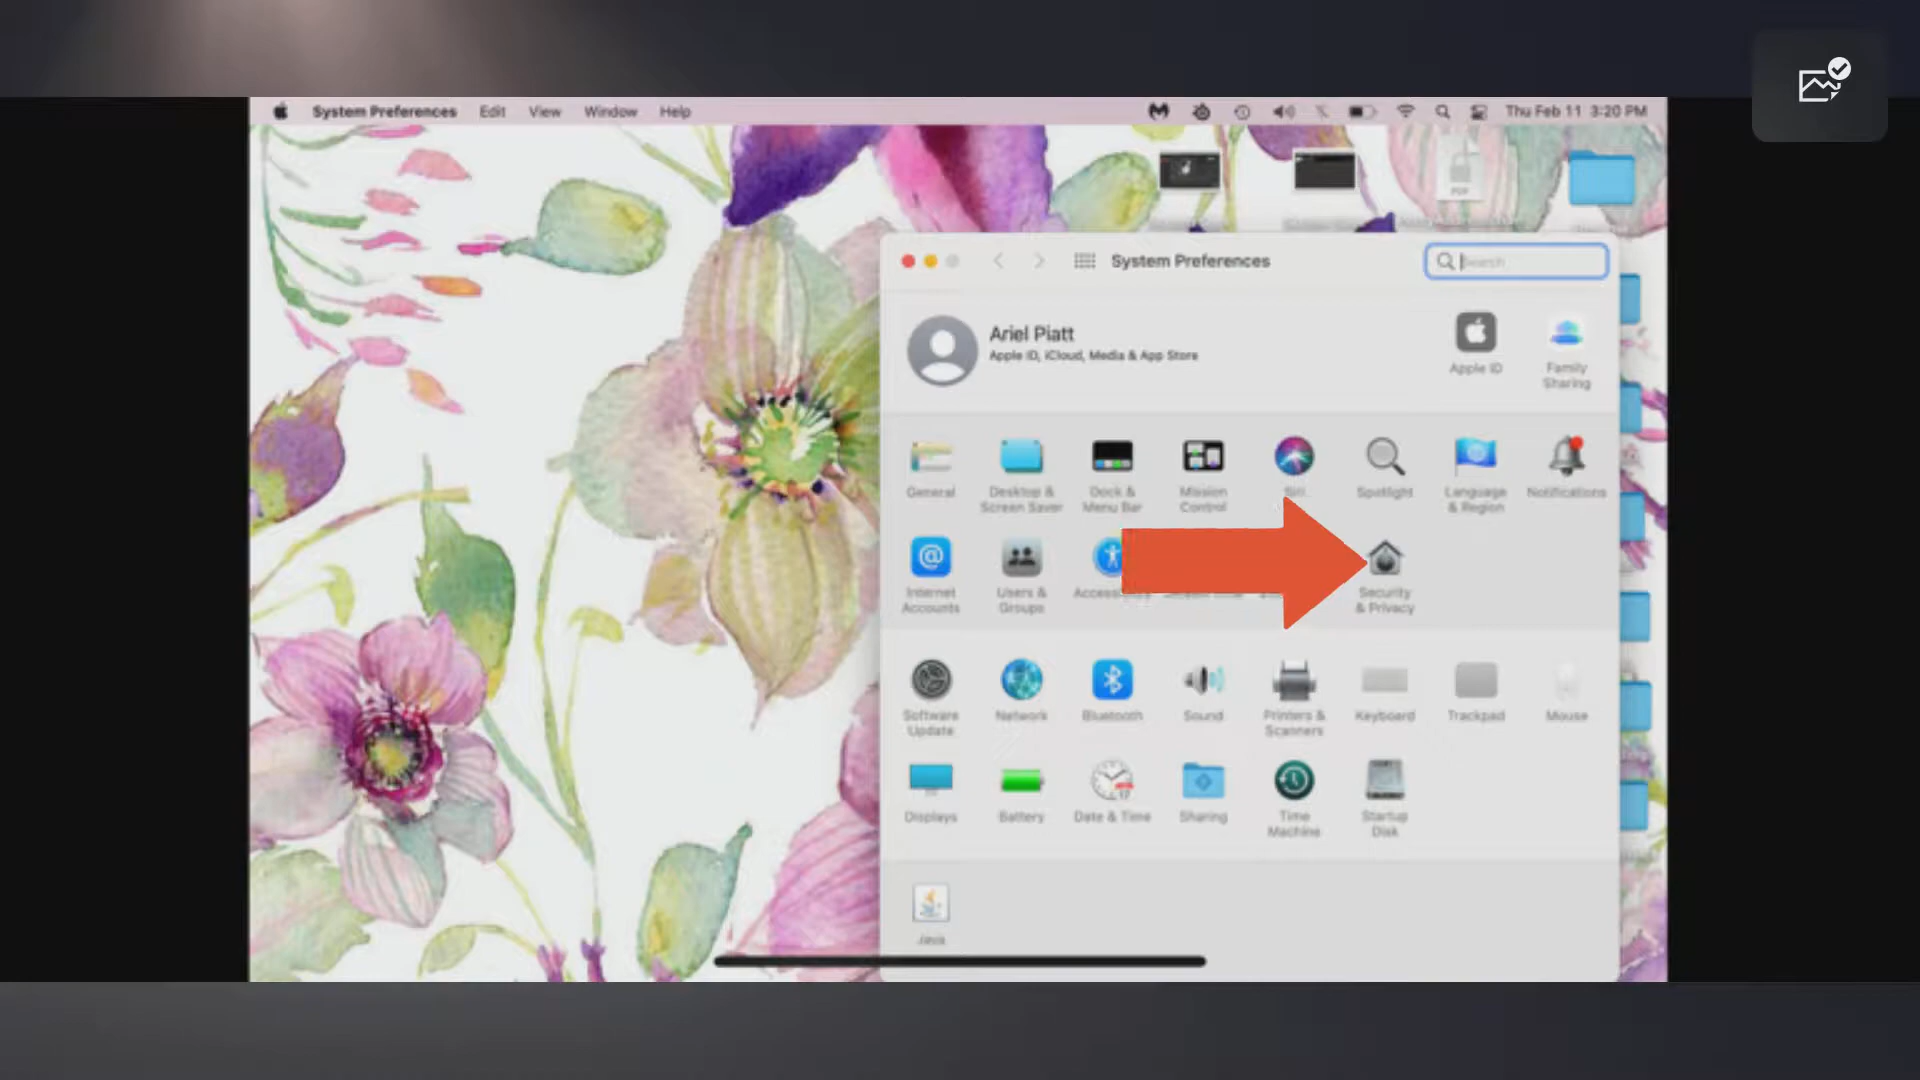 System Preferences Edit View Window Help Thu Feb 11 3:20 PM
PDF
System Preferences
Search
Ariel Piatt
Apple ID, iCloud, Media & App Store
Apple ID
Family
Sharing
General
Desktop &
Screen Saver
Dock &
Menu Bar
Mission
Control
Siri
Spotlight
Language
& Region
Notifications
Internet
Accounts
Users &
Groups
Security
& Privacy
Software
Update
Network
Bluetooth
Sound
Printers &
Scanners
Keyboard
Trackpad
Mouse
Displays
Battery
Date & Time
Sharing
Time
Machine
Startup
Disk
Java